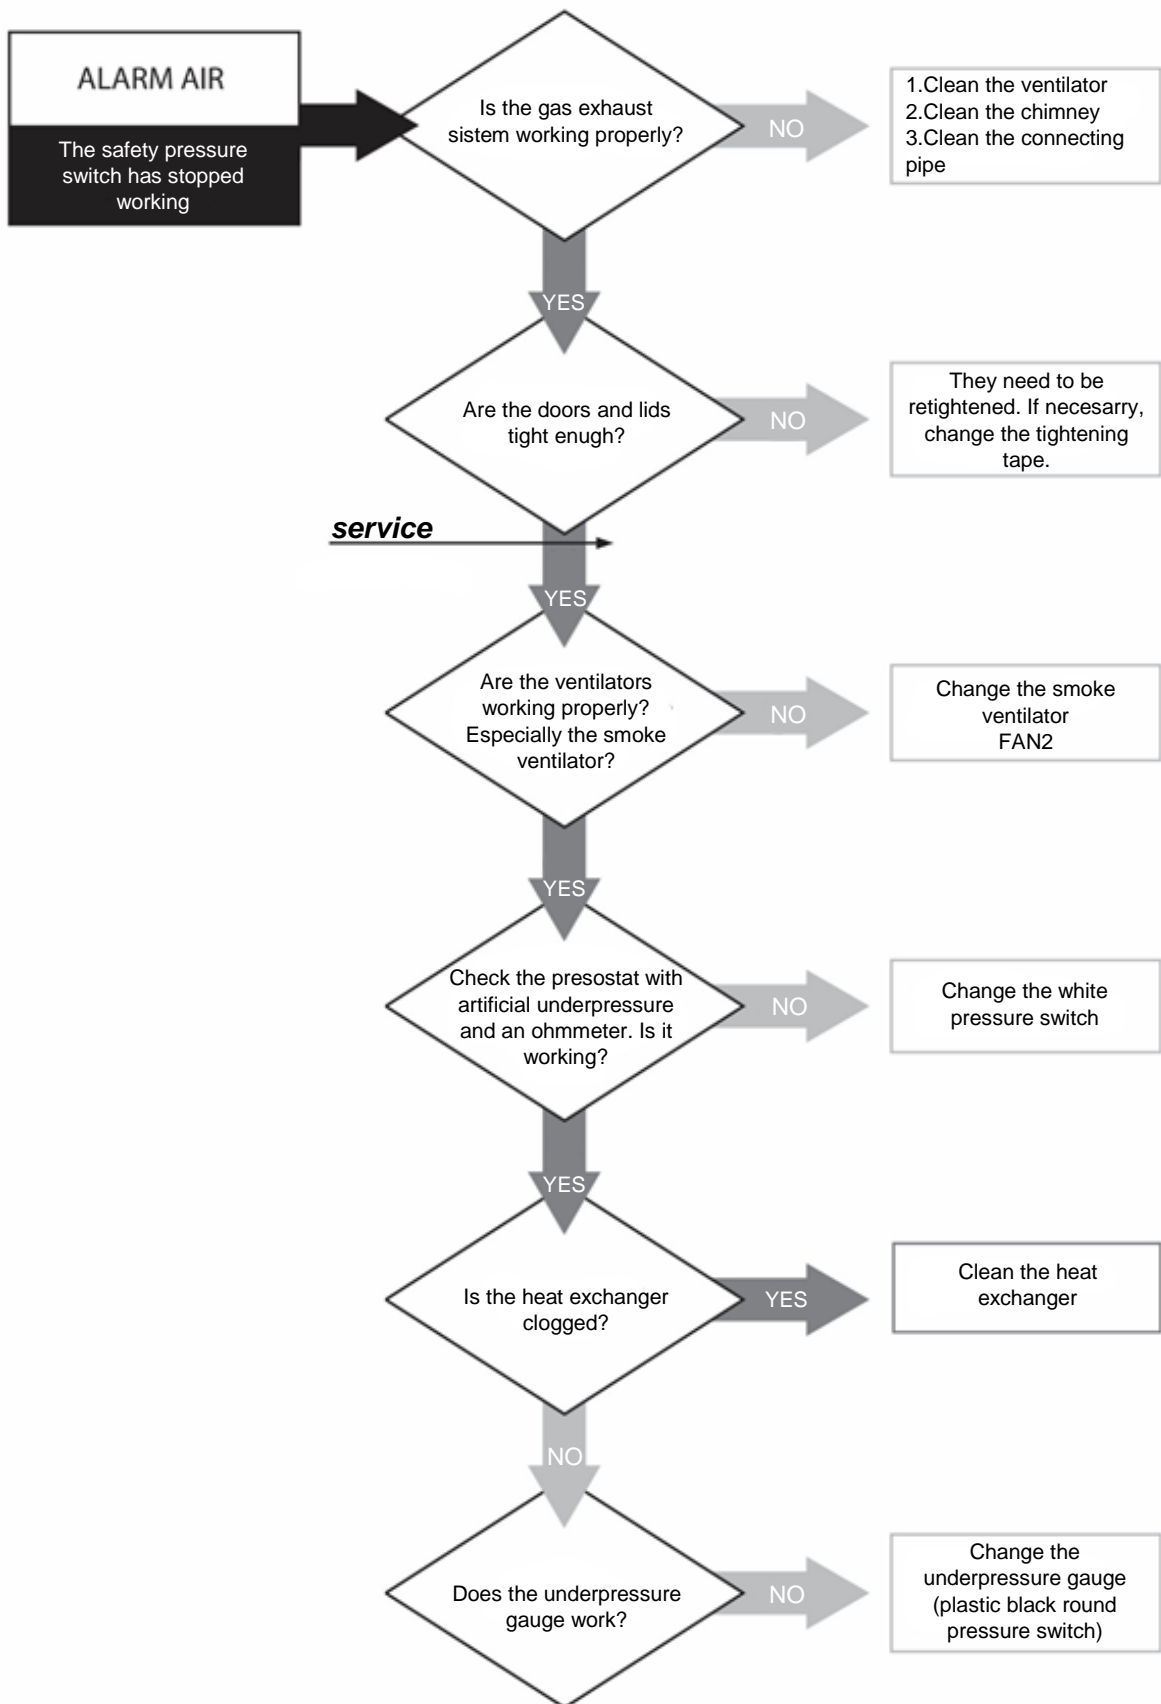 ALARM AIR
The safety pressure
switch has stopped
working
Is the gas exhaust
sistem working properly?
NO
1.Clean the ventilator
2.Clean the chimney
3.Clean the connecting
pipe
YES
Are the doors and lids
tight enugh?
NO
They need to be
retightened. If necesarry,
change the tightening
tape.
service
YES
Are the ventilators
working properly?
Especially the smoke
ventilator?
NO
Change the smoke
ventilator
FAN2
YES
Check the presostat with
artificial underpressure
and an ohmmeter. Is it
working?
NO
Change the white
pressure switch
YES
Is the heat exchanger
clogged?
YES
Clean the heat
exchanger
NO
Does the underpressure
gauge work?
NO
Change the
underpressure gauge
(plastic black round
pressure switch)